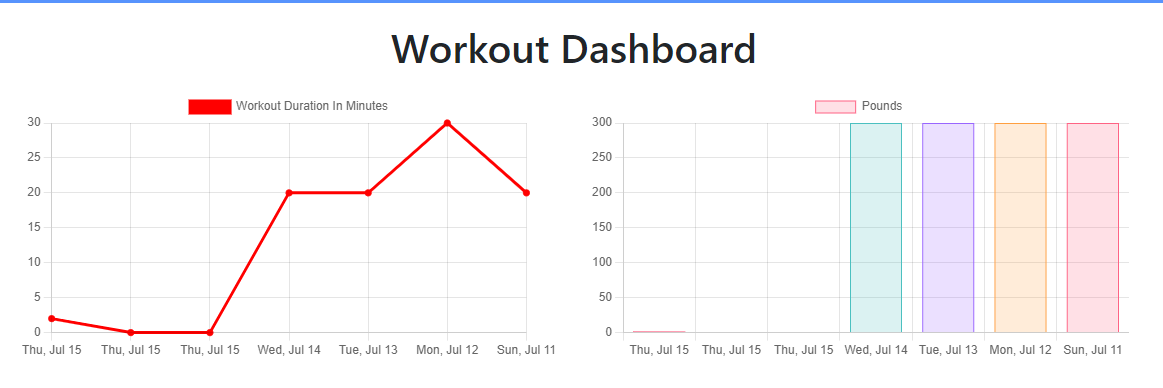 Workout Dashboard
Workout Duration In Minutes
30
25
20
15
10
5
0
Thu, Jul 15 Thu, Jul 15 Thu, Jul 15 Wed, Jul 14 Tue, Jul 13 Mon, Jul 12 Sun, Jul 11
Pounds
300
250
200
150
100
50
0
Thu, Jul 15 Thu, Jul 15 Thu, Jul 15 Wed, Jul 14 Tue, Jul 13 Mon, Jul 12 Sun, Jul 11